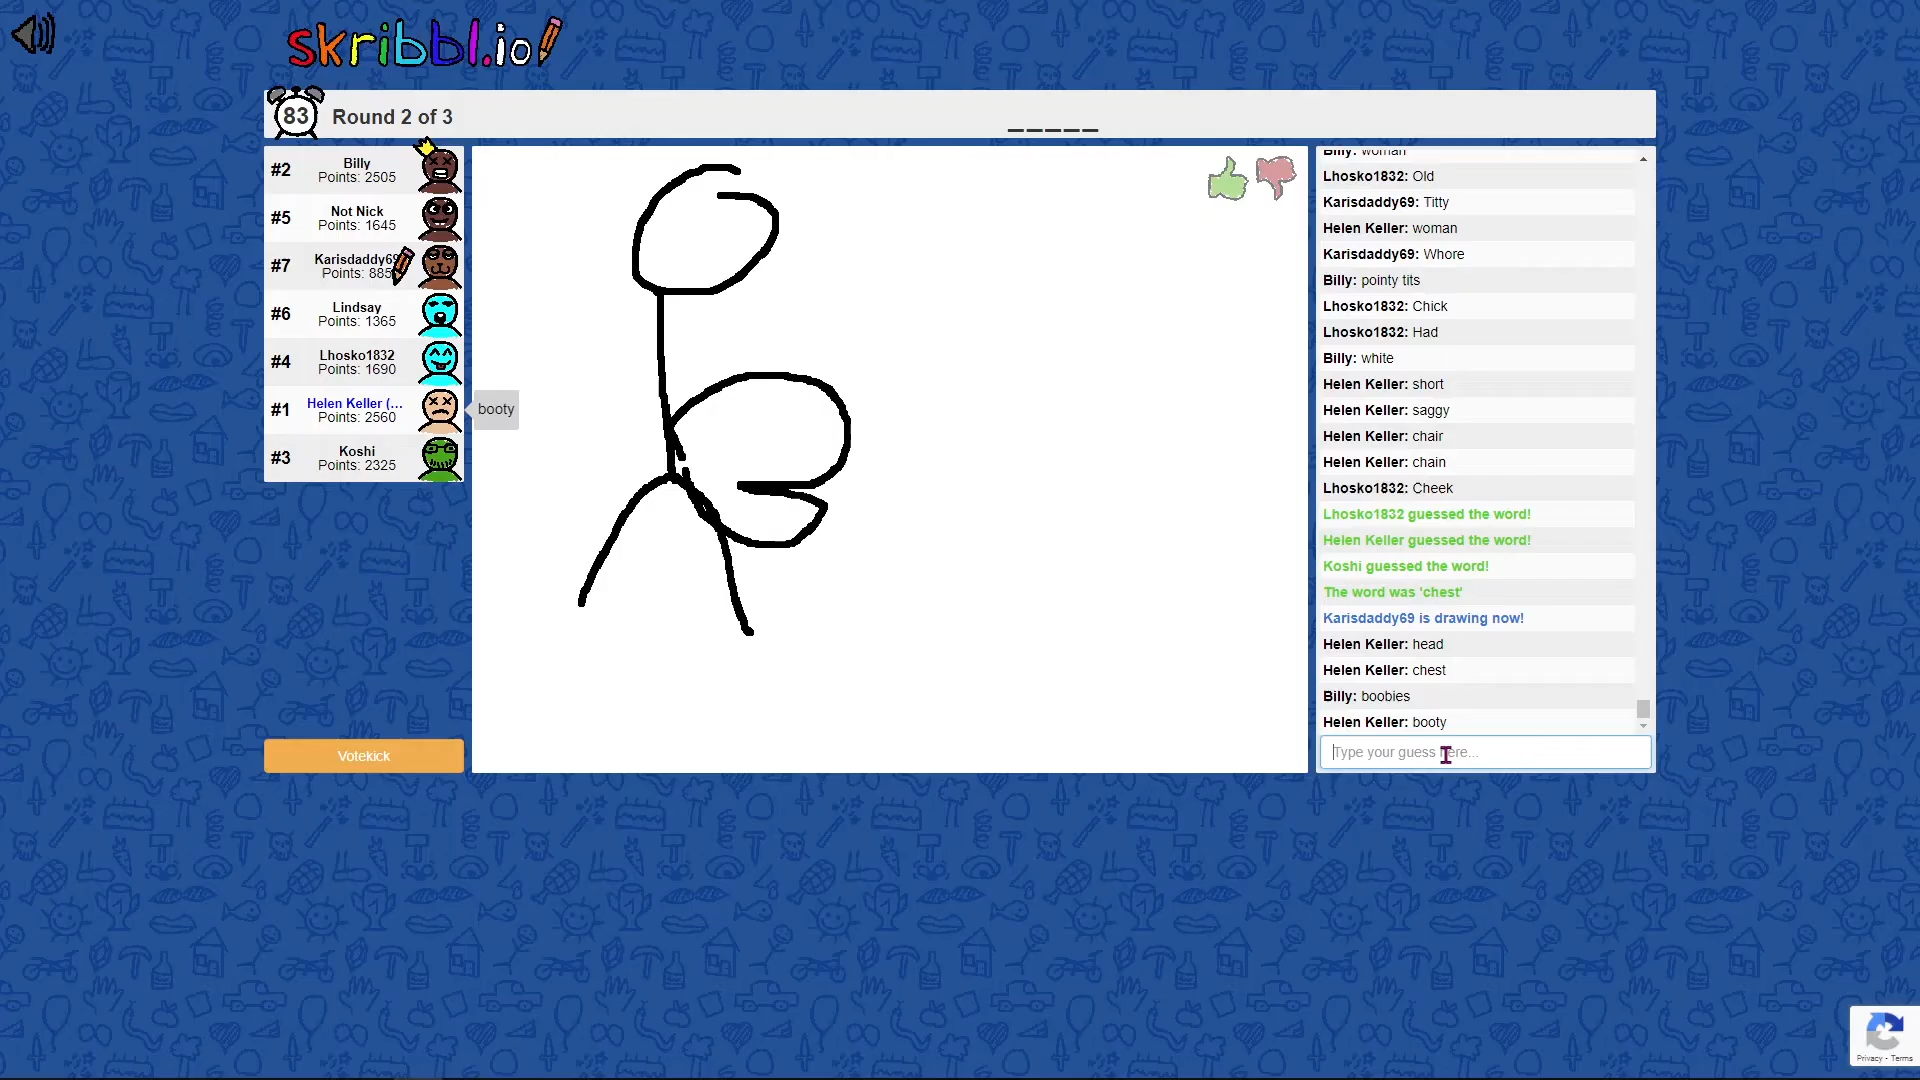 skribbl.io
83
Round 2 of 3
_____
#2
Billy
Points: 2505
#5
Not Nick
Points: 1645
#7
Karisdaddy69
Points: 885
#6
Lindsay
Points: 1365
#4
Lhosko1832
Points: 1690
#1
Helen Keller (...
Points: 2560
booty
#3
Koshi
Points: 2325
Votekick
Billy: woman
Lhosko1832: Old
Karisdaddy69: Titty
Helen Keller: woman
Karisdaddy69: Whore
Billy: pointy tits
Lhosko1832: Chick
Lhosko1832: Had
Billy: white
Helen Keller: short
Helen Keller: saggy
Helen Keller: chair
Helen Keller: chain
Lhosko1832: Cheek
Lhosko1832 guessed the word!
Helen Keller guessed the word!
Koshi guessed the word!
The word was 'chest'
Karisdaddy69 is drawing now!
Helen Keller: head
Helen Keller: chest
Billy: boobies
Helen Keller: booty
Type your guess here...
Privacy - Terms